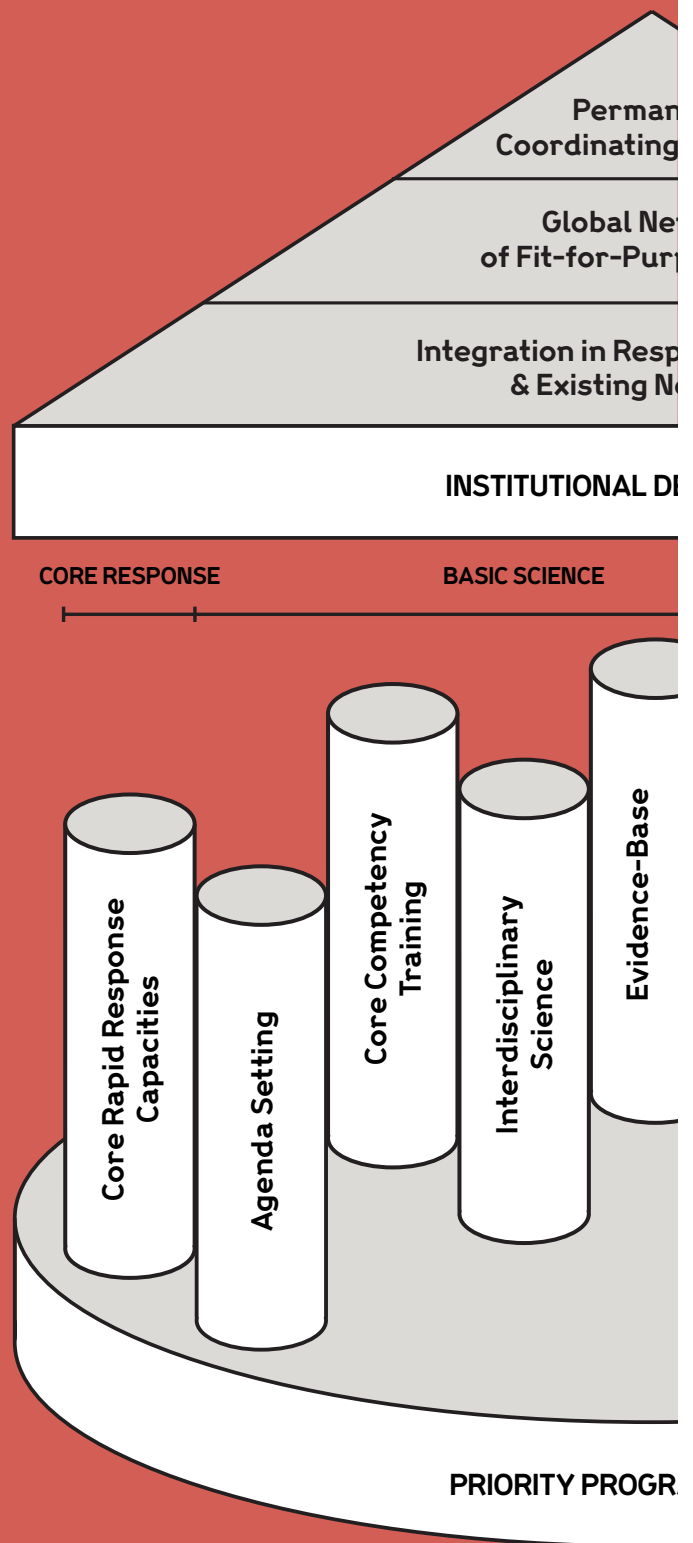 Perman
Coordinating
Global Ne
of Fit-for-Pur
Integration in Resp
& Existing N
INSTITUTIONAL DE
CORE RESPONSE
BASIC SCIENCE
Core Rapid Response
Capacities
Agenda Setting
Core Competency
Training
Interdisciplinary
Science
Evidence-Base
PRIORITY PROGR